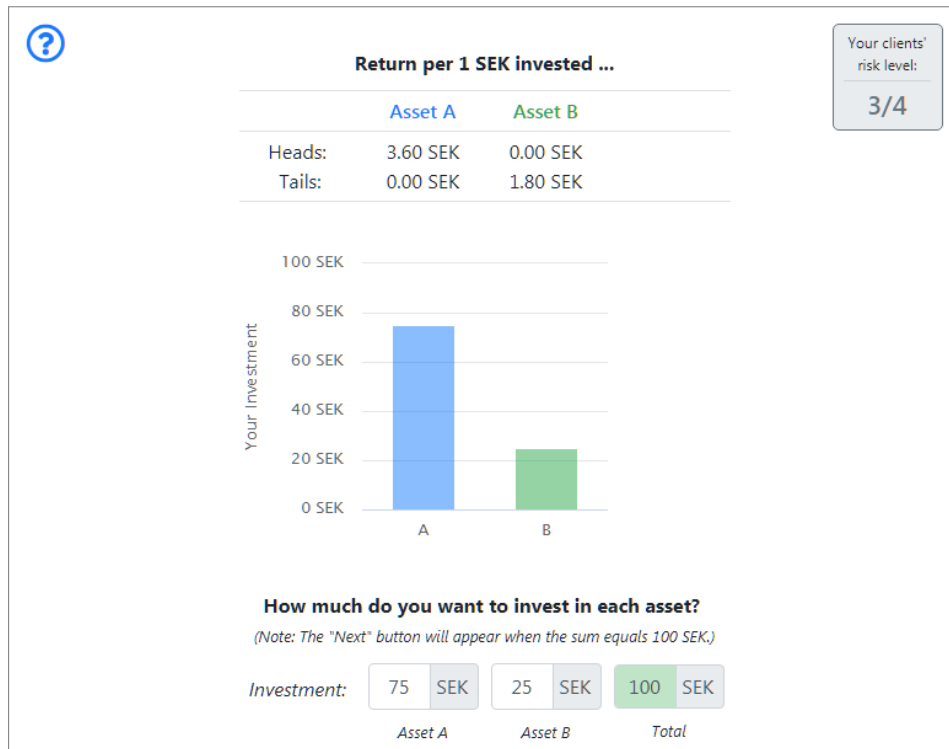 ?
Your clients'
risk level:
3/4
Return per 1 SEK invested ...
Asset A Asset B
Heads: 3.60 SEK 0.00 SEK
Tails: 0.00 SEK 1.80 SEK
100 SEK
80 SEK
60 SEK
40 SEK
20 SEK
0 SEK
Your Investment
A B
How much do you want to invest in each asset?
(Note: The "Next" button will appear when the sum equals 100 SEK.)
Investment: 75 SEK 25 SEK 100 SEK
Asset A Asset B Total